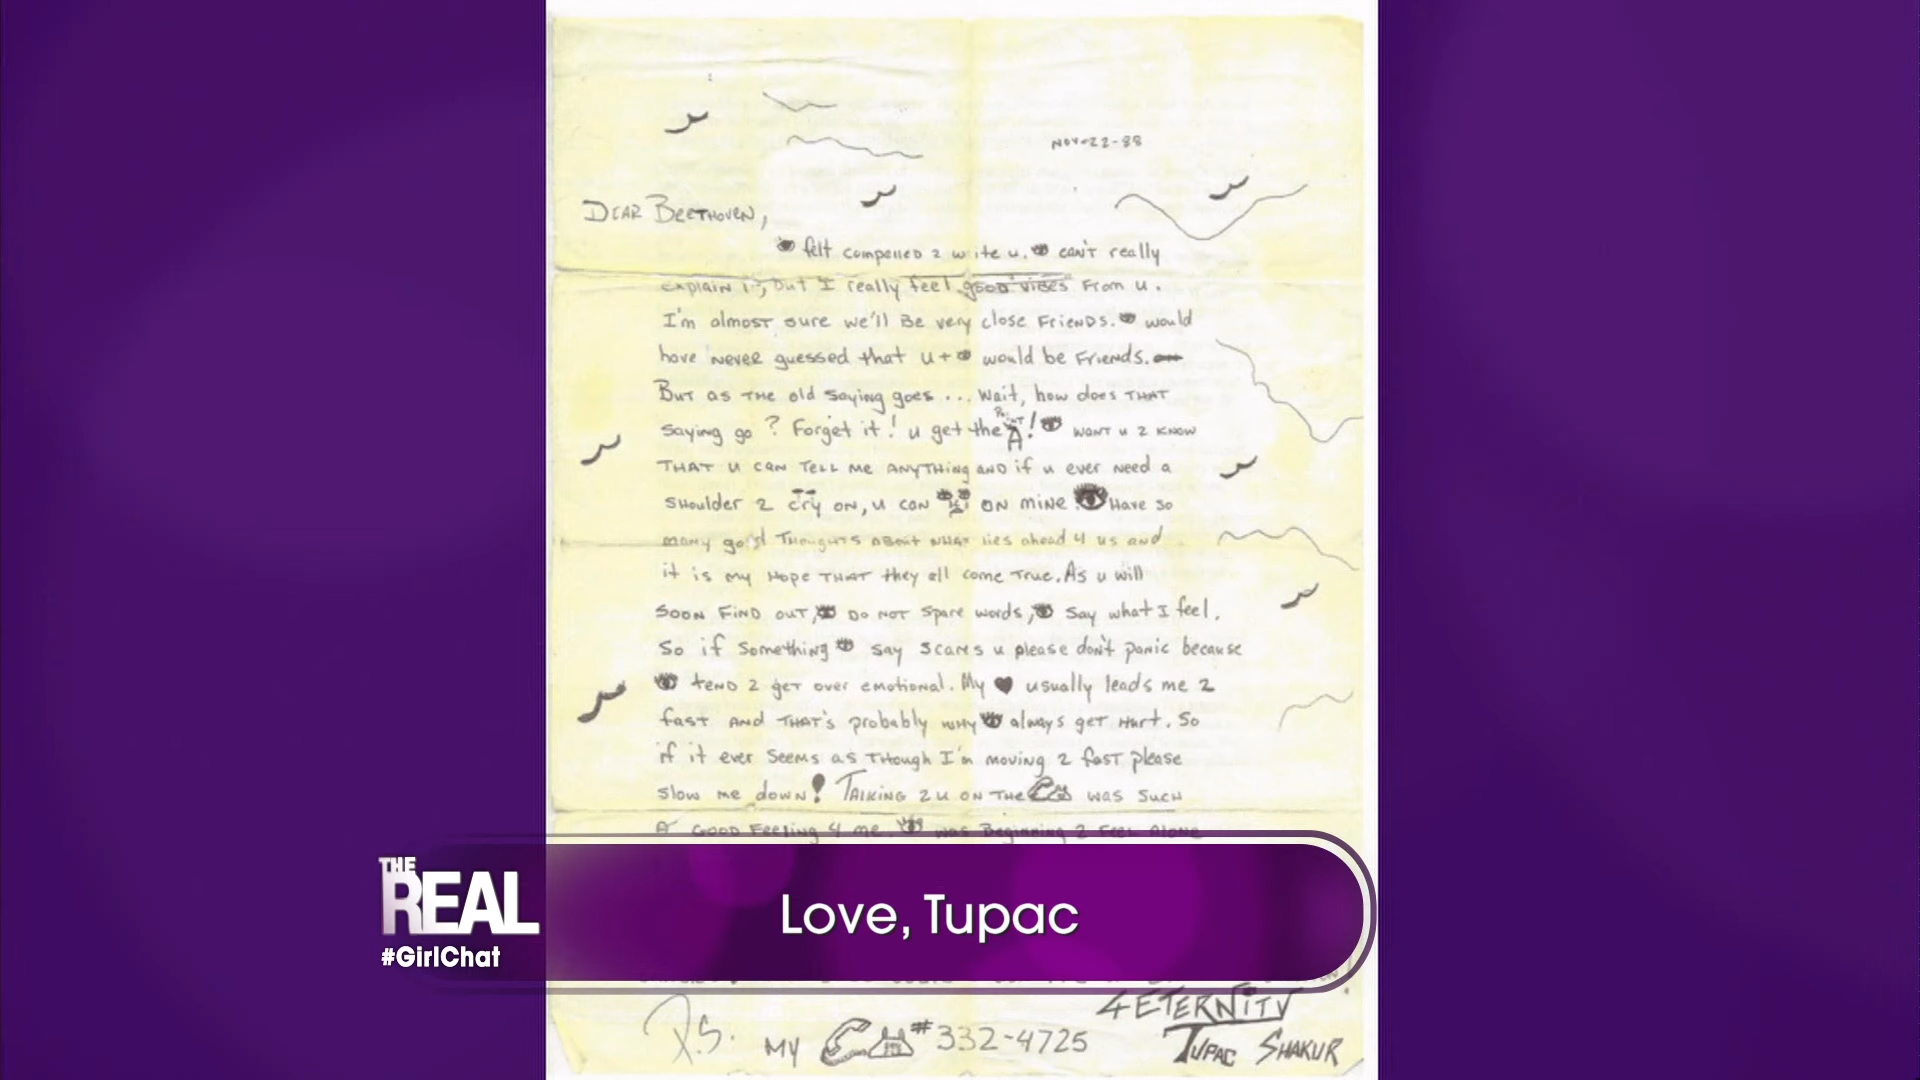 NOV-22-88
DEAR BEETHOVEN,
felt compelled 2 write u. can't really
explain it, but I really feel "good vibes" from u.
I'm almost sure we'll Be very close Friends. would
have never guessed that u + would be Friends.
But as the old saying goes... Wait, how does THAT
saying go? Forget it! u get the Point! want u 2 know
THAT u can TELL ME ANYTHING AND if u ever need a
shoulder 2 cry on, u can cry on mine. Have so
many good Thoughts about what lies ahead 4 us and
it is my Hope THAT they all come True. As u will
soon find out, Do not spare words, say what I feel.
So if something say scares u please don't panic because
tend 2 get over emotional. My usually leads me 2
fast and THAT's probably why always get Hurt. So
if it ever seems as Though I'm moving 2 fast please
slow me down! Talking 2 u on the was such
A Good Feeling 4 me. was Beginning 2 Feel Alone
THE
REAL
#GirlChat
Love, Tupac
4ETERNITY
P.S. MY #332-4725
TUPAC SHAKUR